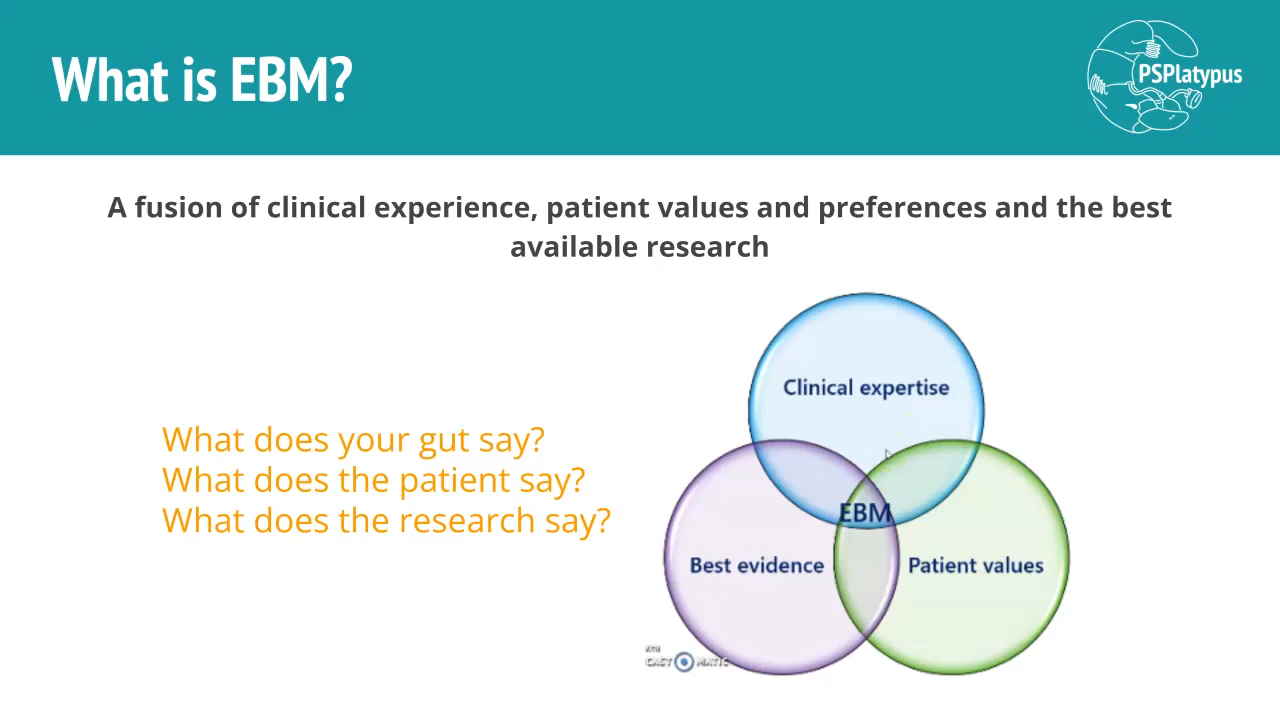 What is EBM?
PSPlatypus
A fusion of clinical experience, patient values and preferences and the best
available research
What does your gut say?
What does the patient say?
What does the research say?
Clinical expertise
EBM
Best evidence
Patient values
CAST
MATIC